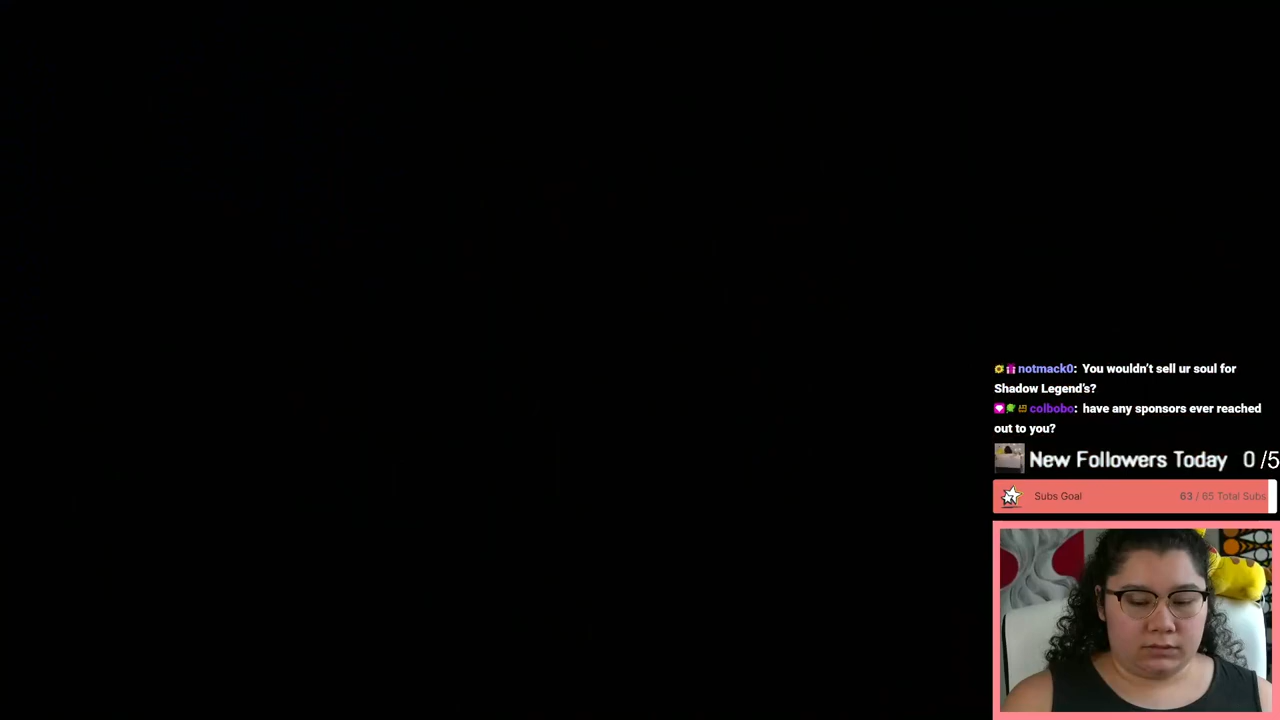 notmack0: You wouldn't sell ur soul for
Shadow Legend's?
colbobo: have any sponsors ever reached
out to you?
New Followers Today 0 /5
Subs Goal 63 / 65 Total Subs